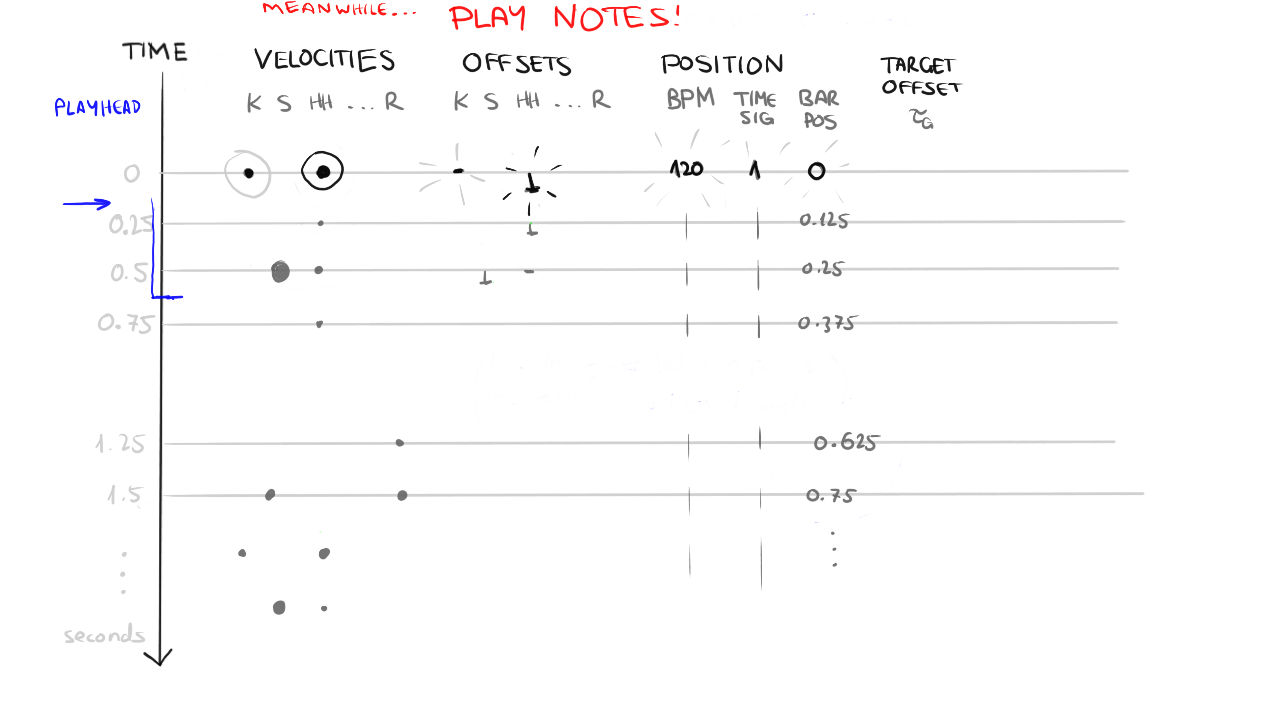 MEANWHILE...
PLAY NOTES!
TIME
VELOCITIES
OFFSETS
POSITION
TARGET
OFFSET
PLAYHEAD
K S HH ... R
K S HH ... R
BPM
TIME
SIG
BAR
POS
τG
0
120
1
0
0.25
0.125
0.5
0.25
0.75
0.375
1.25
0.625
1.5
0.75
seconds